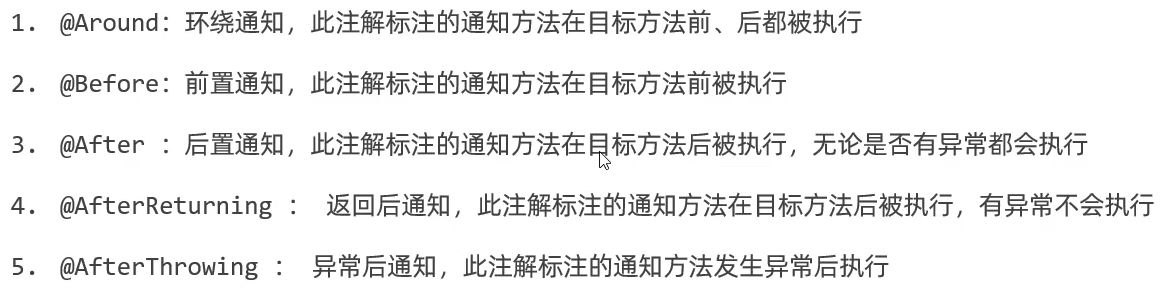 1. @Around：环绕通知，此注解标注的通知方法在目标方法前、后都被执行
2. @Before：前置通知，此注解标注的通知方法在目标方法前被执行
3. @After ：后置通知，此注解标注的通知方法在目标方法后被执行，无论是否有异常都会执行
4. @AfterReturning ： 返回后通知，此注解标注的通知方法在目标方法后被执行，有异常不会执行
5. @AfterThrowing ： 异常后通知，此注解标注的通知方法发生异常后执行